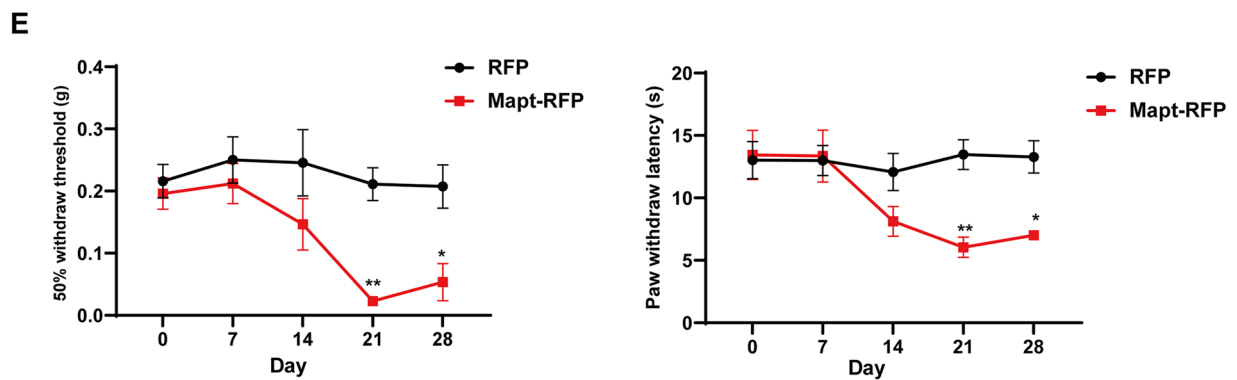 E
50% withdraw threshold (g)
0.4
0.3
0.2
0.1
0.0
0 7 14 21 28
Day
RFP
Mapt-RFP
**
*
Paw withdraw latency (s)
20
15
10
5
0
0 7 14 21 28
Day
RFP
Mapt-RFP
**
*